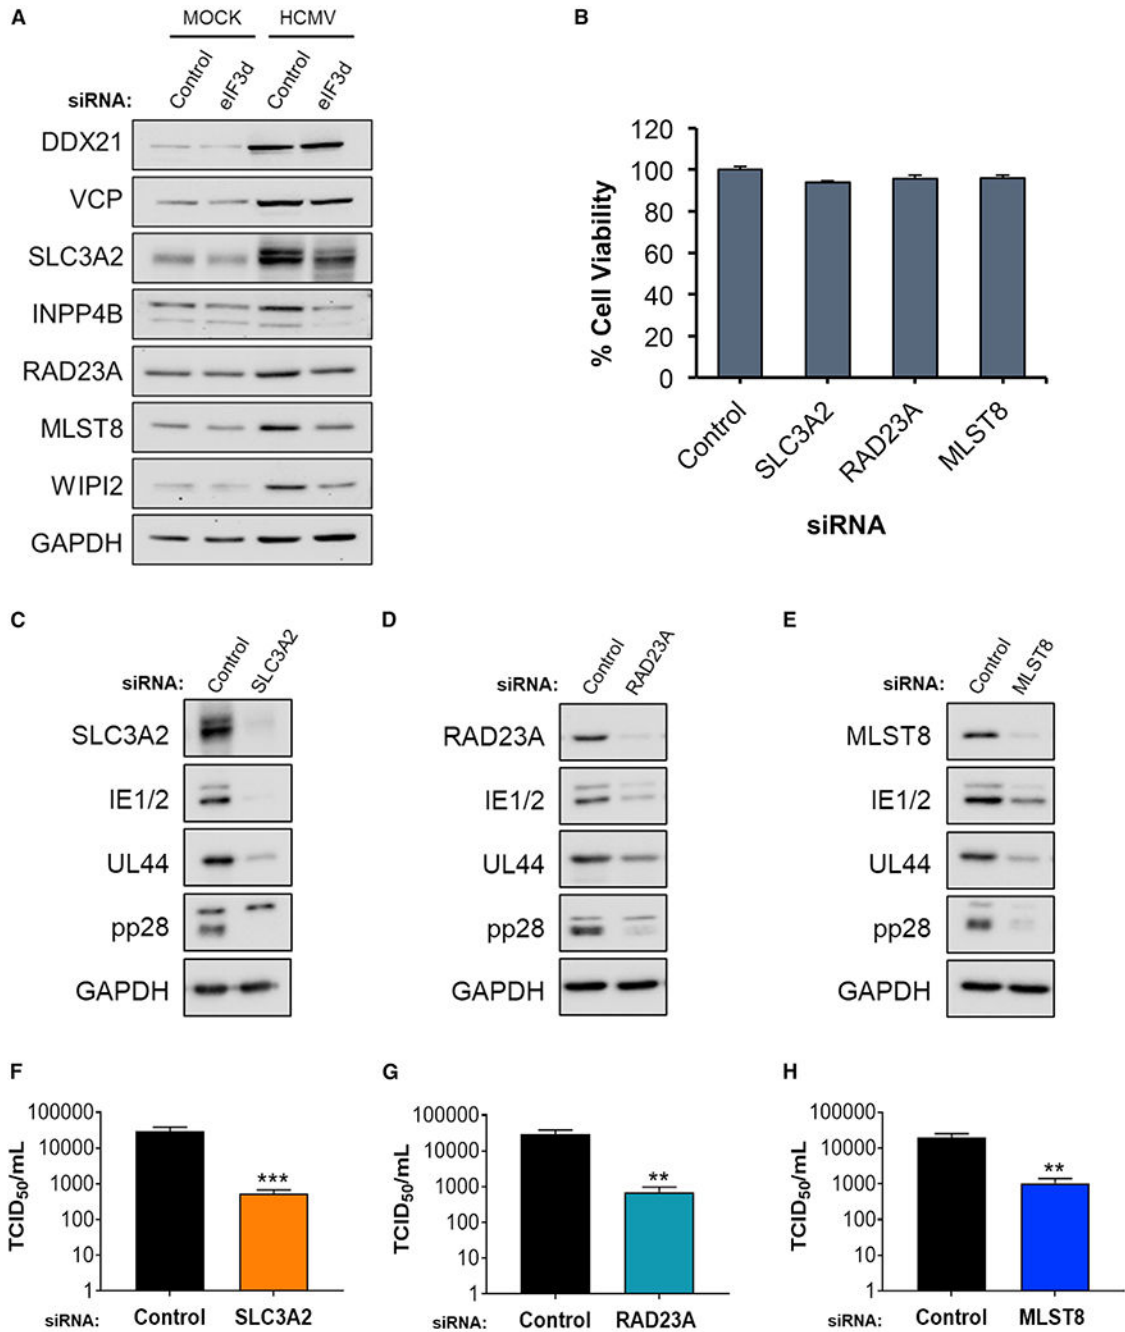 A
MOCK HCMV
siRNA: Control eIF3d Control eIF3d
DDX21
VCP
SLC3A2
INPP4B
RAD23A
MLST8
WIPI2
GAPDH
B
% Cell Viability
120
100
80
60
40
20
0
Control SLC3A2 RAD23A MLST8
siRNA
C
siRNA: Control SLC3A2
SLC3A2
IE1/2
UL44
pp28
GAPDH
D
siRNA: Control RAD23A
RAD23A
IE1/2
UL44
pp28
GAPDH
E
siRNA: Control MLST8
MLST8
IE1/2
UL44
pp28
GAPDH
F
TCID50/mL
100000
10000
1000
100
10
1
***
siRNA: Control SLC3A2
G
TCID50/mL
100000
10000
1000
100
10
1
**
siRNA: Control RAD23A
H
TCID50/mL
100000
10000
1000
100
10
1
**
siRNA: Control MLST8